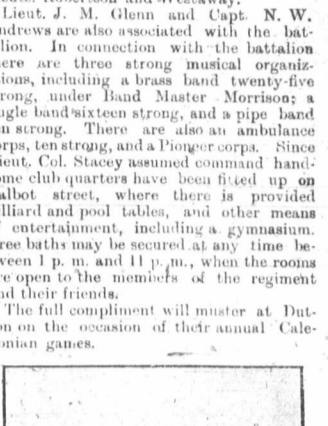 Lieut. J. M. Glenn and Capt. N. W.
ndrews are also associated with the bat-
lion. In connection with the battalion
ere are three strong musical organiz-
ions, including a brass band twenty-five
rong, under Band Master Morrison; a
ugle band sixteen strong, and a pipe band
n strong. There are also an ambulance
orps, ten strong, and a Pioneer corps. Since
ieut. Col. Stacey assumed command hand-
ome club quarters have been fitted up on
albot street, where there is provided
illiard and pool tables, and other means
f entertainment, including a gymnasium.
ree baths may be secured at any time be-
ween 1 p. m. and 11 p. m., when the rooms
re open to the members of the regiment
nd their friends.
The full compliment will muster at Dut-
on on the occasion of their annual Cale-
onian games.